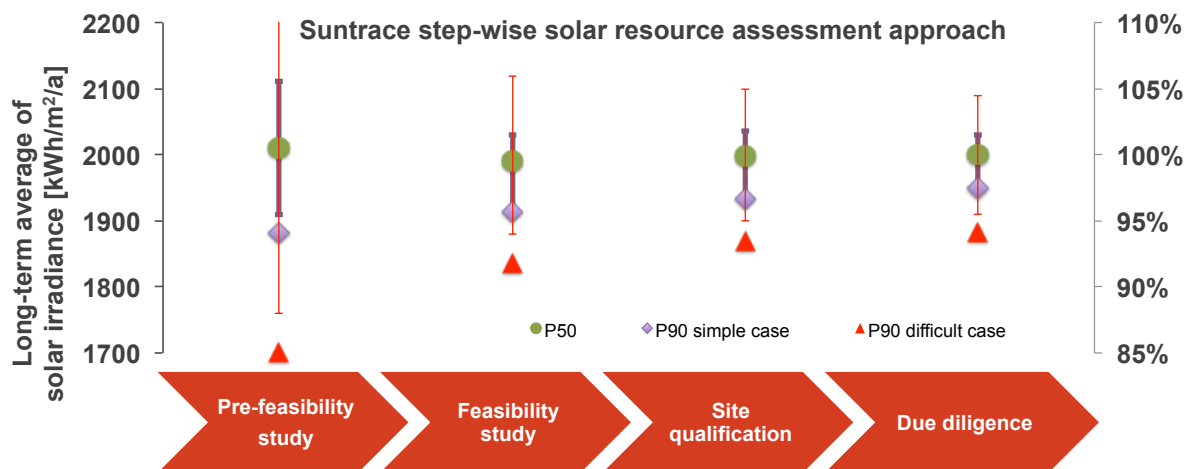 Suntrace step-wise solar resource assessment approach
Long-term average of
solar irradiance [kWh/m²/a]
2200
2100
2000
1900
1800
1700
110%
105%
100%
95%
90%
85%
P50
P90 simple case
P90 difficult case
Pre-feasibility
study
Feasibility
study
Site
qualification
Due diligence